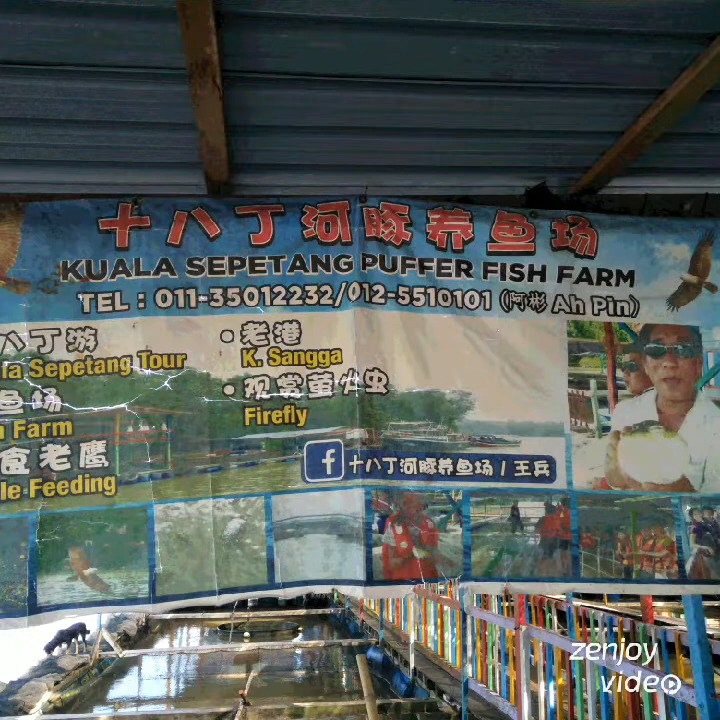 十八丁河豚养鱼场
KUALA SEPETANG PUFFER FISH FARM
TEL : 011-35012232/012-5510101 (阿彬 Ah Pin)
八丁游
la Sepetang Tour
鱼场
Farm
食老鹰
le Feeding
• 老港
K. Sangga
• 观赏萤火虫
Firefly
f 十八丁河豚养鱼场 / 王兵
zenjoy
video